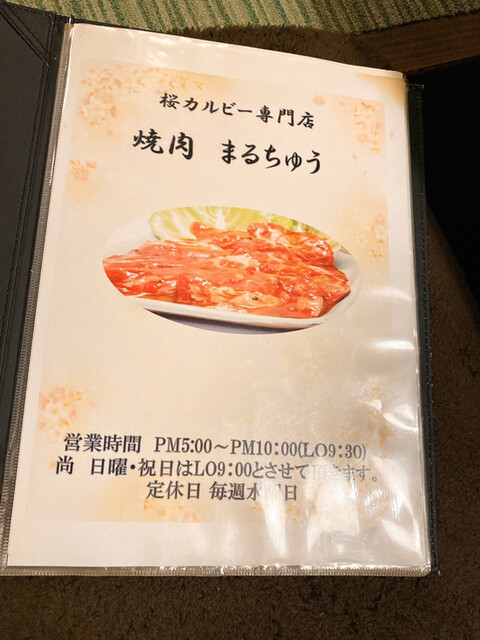 桜カルビー専門店
焼肉 まるちゅう
営業時間 PM5:00～PM10:00(LO9:30)
尚 日曜・祝日はLO9:00とさせて頂きます。
定休日 毎週水曜日